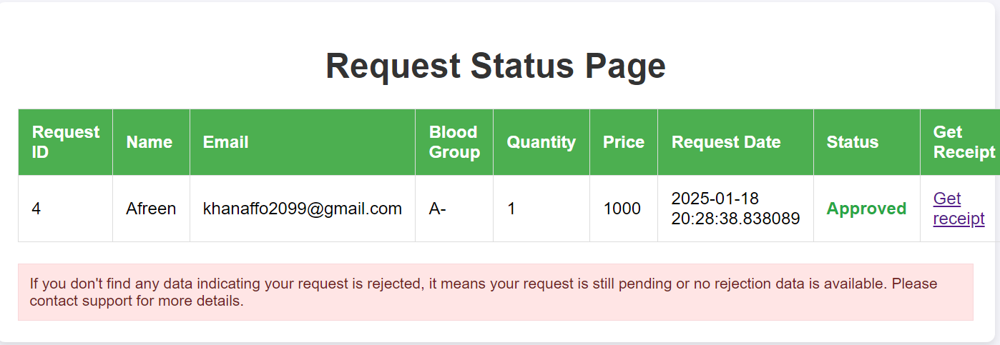 Request Status Page
Request ID Name Email Blood Group Quantity Price Request Date Status Get Receipt
4 Afreen khanaffo2099@gmail.com A- 1 1000 2025-01-18 20:28:38.838089 Approved Get receipt
If you don't find any data indicating your request is rejected, it means your request is still pending or no rejection data is available. Please
contact support for more details.